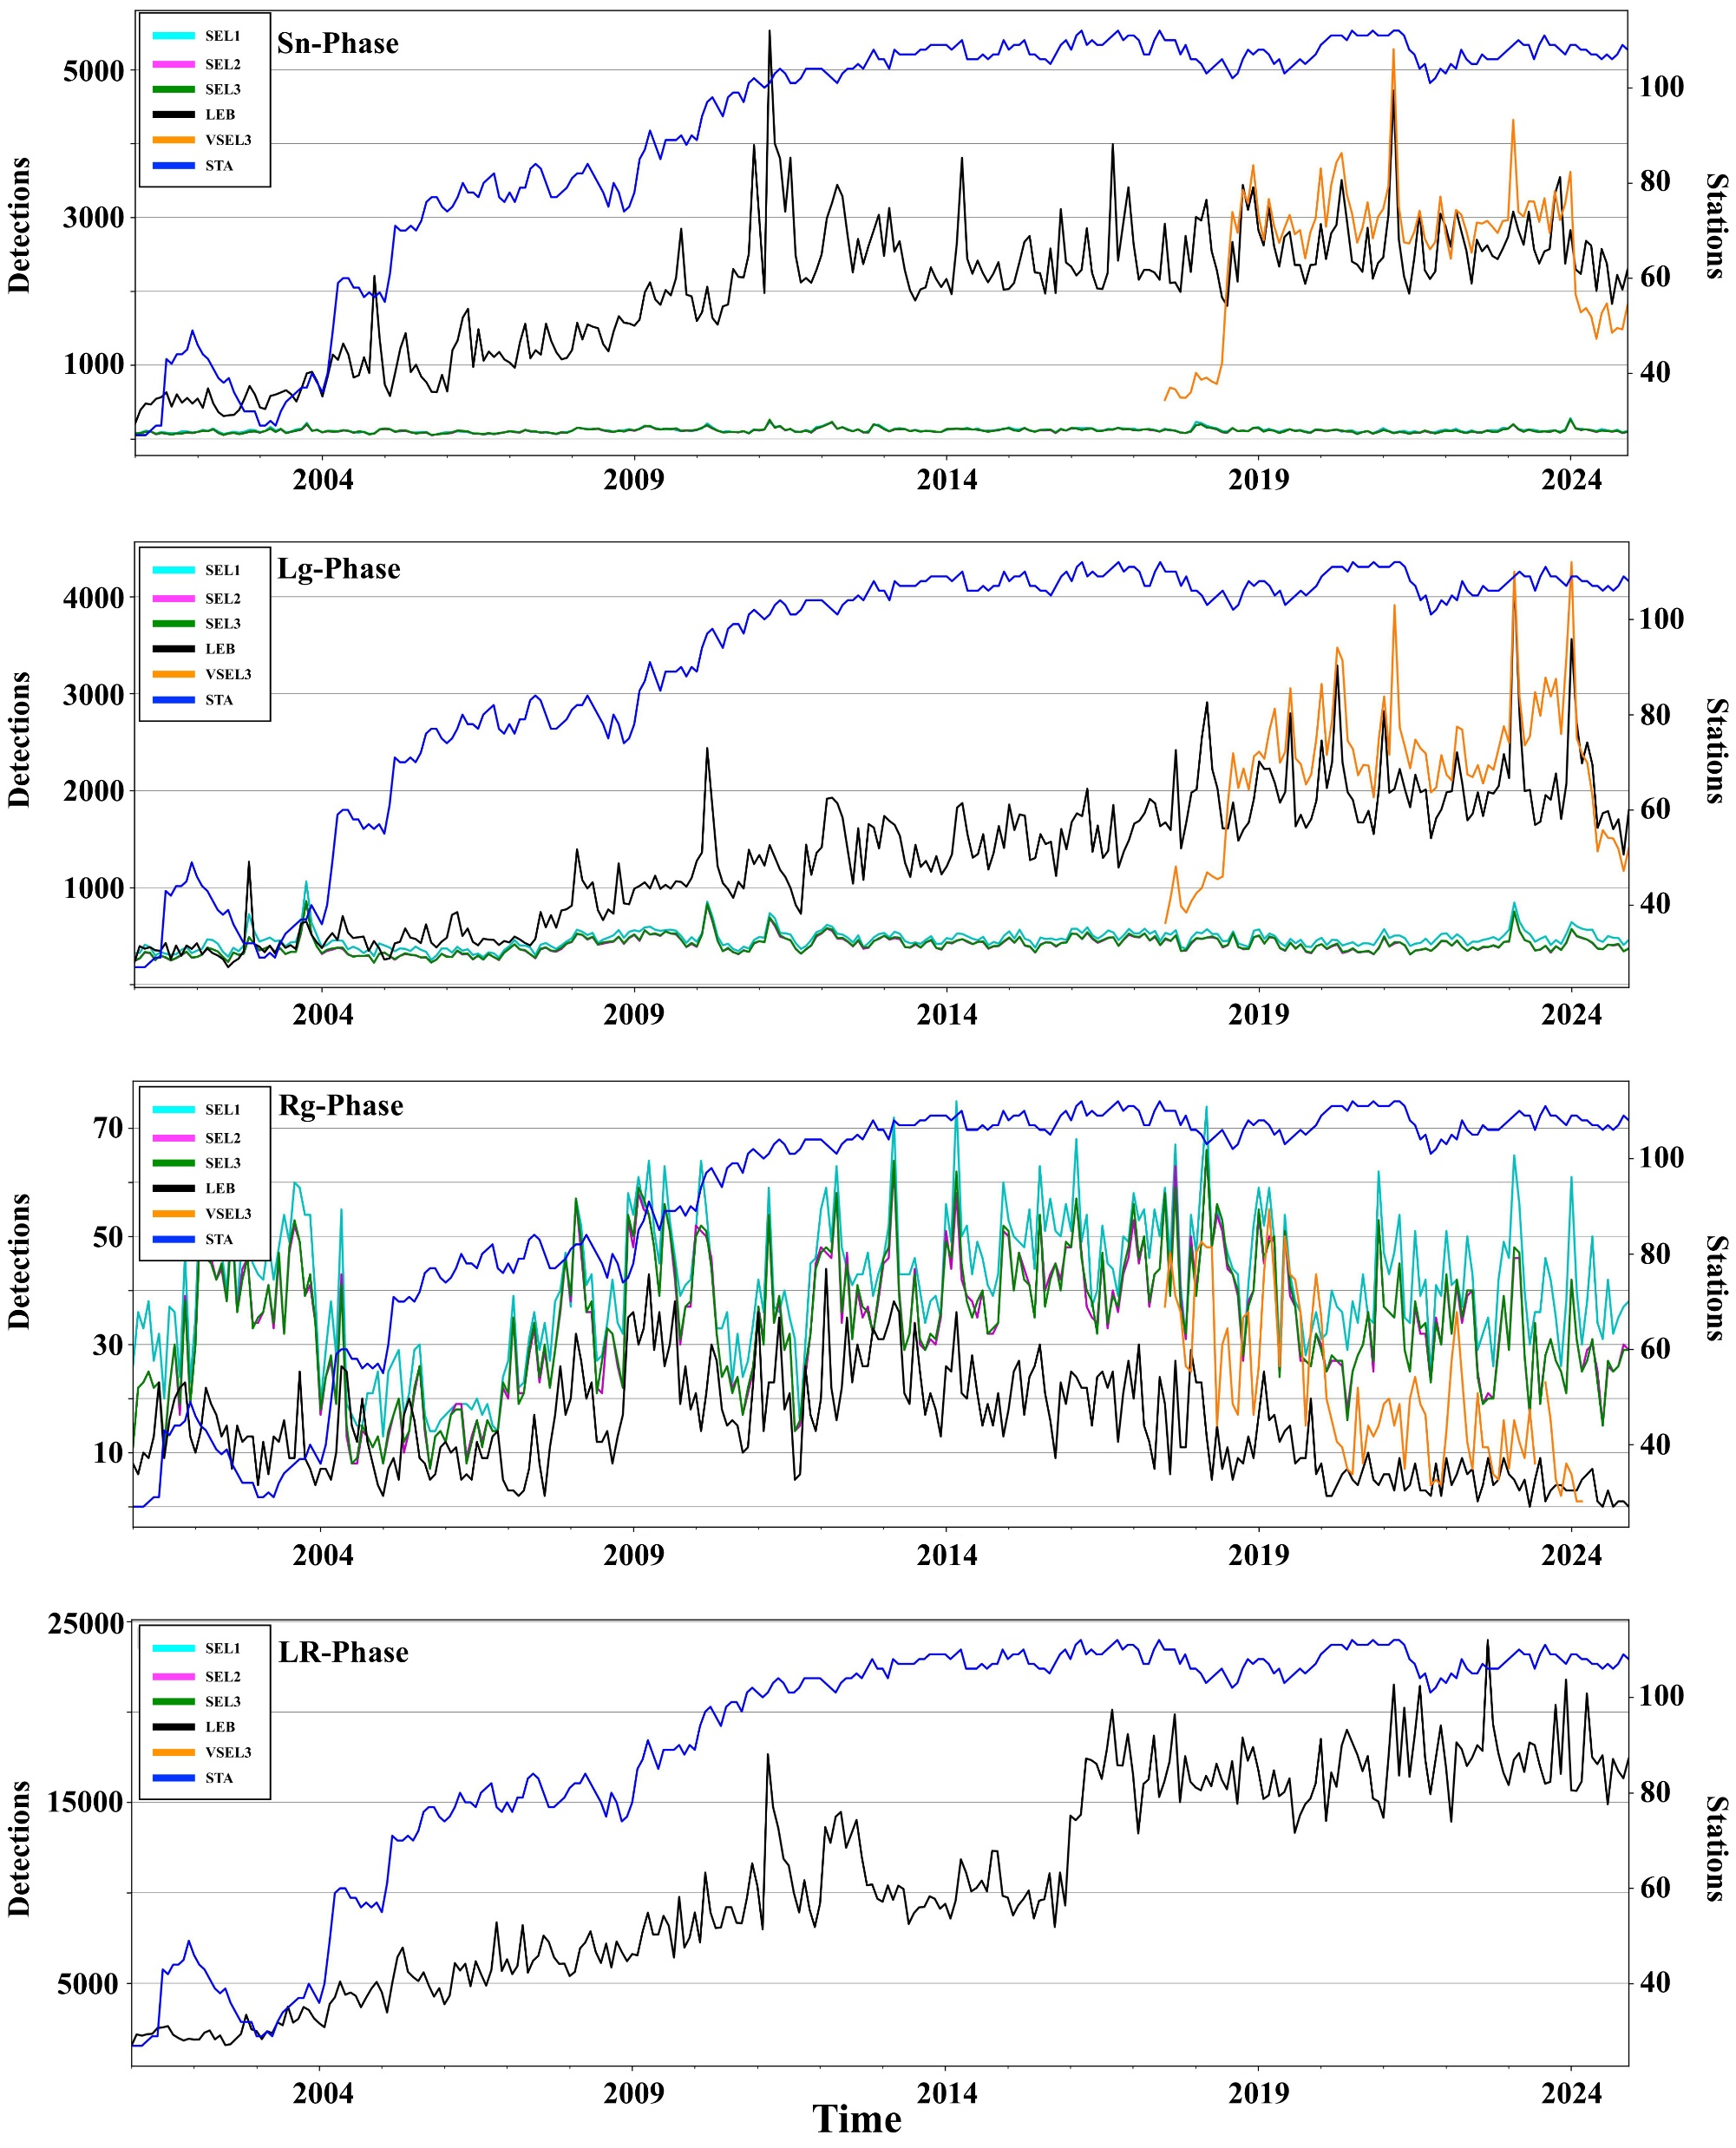 Sn-Phase
SEL1
SEL2
SEL3
LEB
VSEL3
STA
Detections
5000
3000
1000
Stations
100
80
60
40
2004 2009 2014 2019 2024
Lg-Phase
SEL1
SEL2
SEL3
LEB
VSEL3
STA
Detections
4000
3000
2000
1000
Stations
100
80
60
40
2004 2009 2014 2019 2024
Rg-Phase
SEL1
SEL2
SEL3
LEB
VSEL3
STA
Detections
70
50
30
10
Stations
100
80
60
40
2004 2009 2014 2019 2024
LR-Phase
SEL1
SEL2
SEL3
LEB
VSEL3
STA
Detections
25000
15000
5000
Stations
100
80
60
40
2004 2009 2014 2019 2024
Time